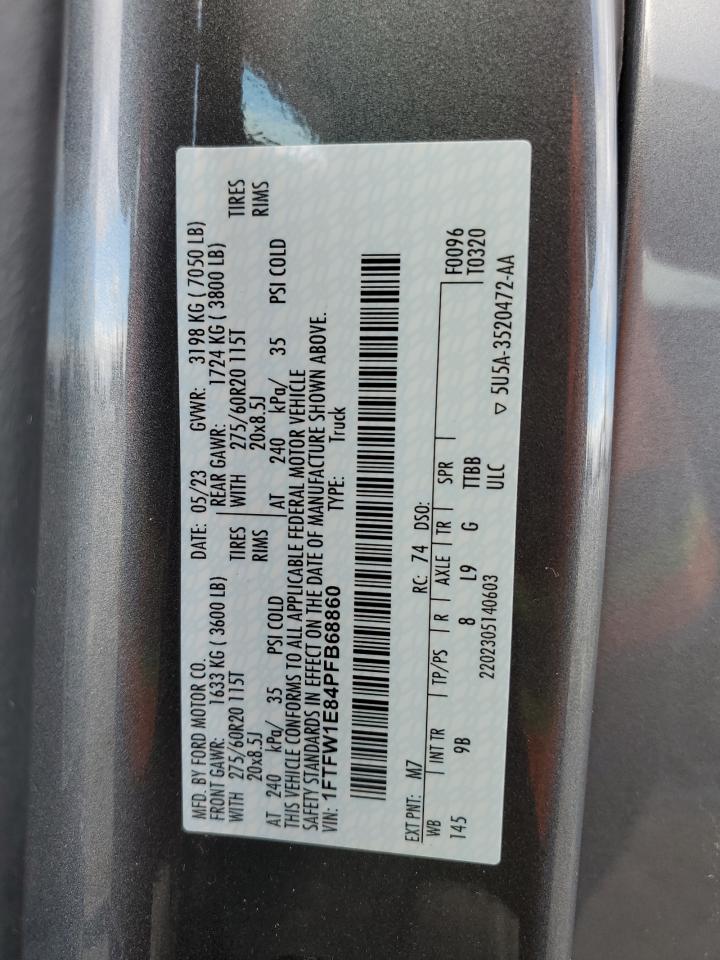 MFD. BY FORD MOTOR CO. DATE: 05/23 GVWR: 3198 KG ( 7050 LB)
FRONT GAWR: 1633 KG ( 3600 LB) REAR GAWR: 1724 KG ( 3800 LB)
WITH 275/60R20 115T TIRES WITH 275/60R20 115T TIRES
20x8.5J RIMS 20x8.5J RIMS
AT 240 kPa/ 35 PSI COLD AT 240 kPa/ 35 PSI COLD
THIS VEHICLE CONFORMS TO ALL APPLICABLE FEDERAL MOTOR VEHICLE
SAFETY STANDARDS IN EFFECT ON THE DATE OF MANUFACTURE SHOWN ABOVE.
VIN: 1FTFW1E84PFB68860 TYPE: Truck
EXT PNT: M7 RC: 74 DSO: F0096
WB INT TR TP/PS R AXLE TR SPR T0320
145 9B 8 L9 G TTBB
2202305140603 ULC ▽ 5U5A-3520472-AA